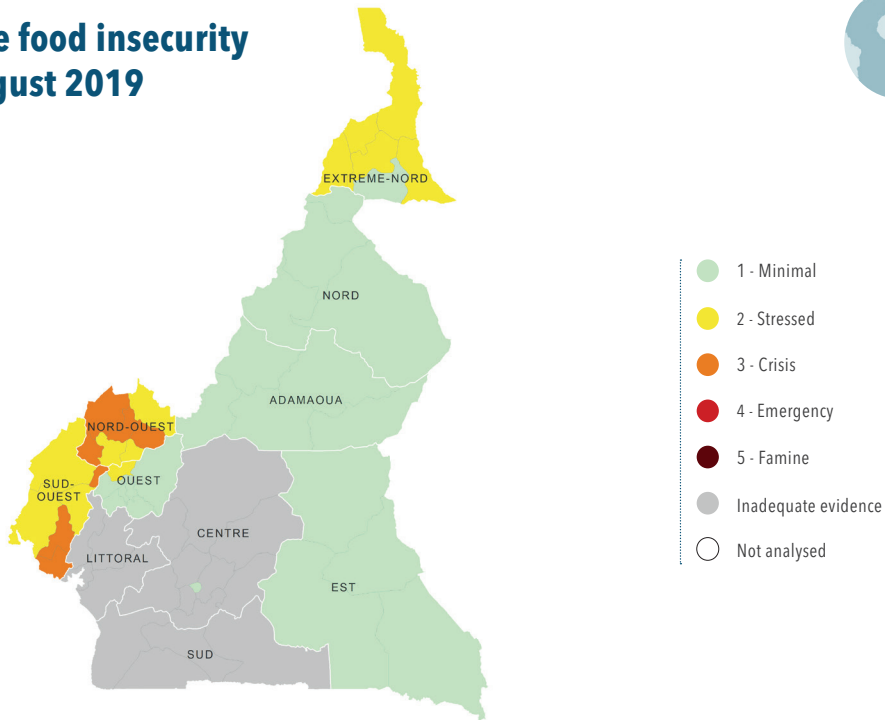 e food insecurity
gust 2019
EXTREME-NORD
NORD
ADAMAOUA
NORD-OUEST
SUD-
OUEST
OUEST
CENTRE
LITTORAL
EST
SUD
1 - Minimal
2 - Stressed
3 - Crisis
4 - Emergency
5 - Famine
Inadequate evidence
Not analysed